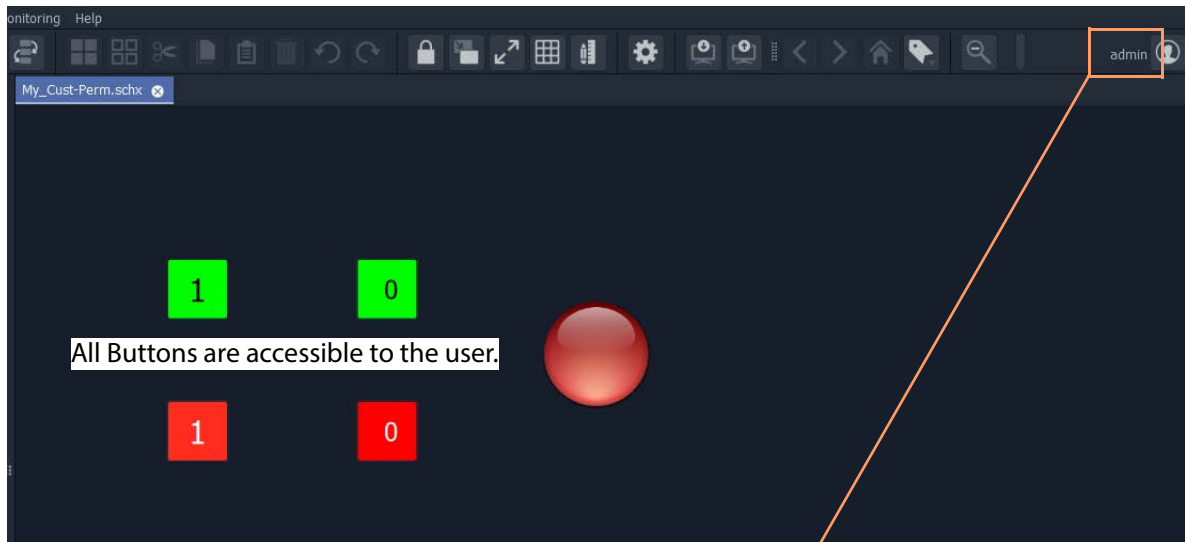 onitoring Help
admin
My_Cust-Perm.schx
1 0
All Buttons are accessible to the user.
1 0